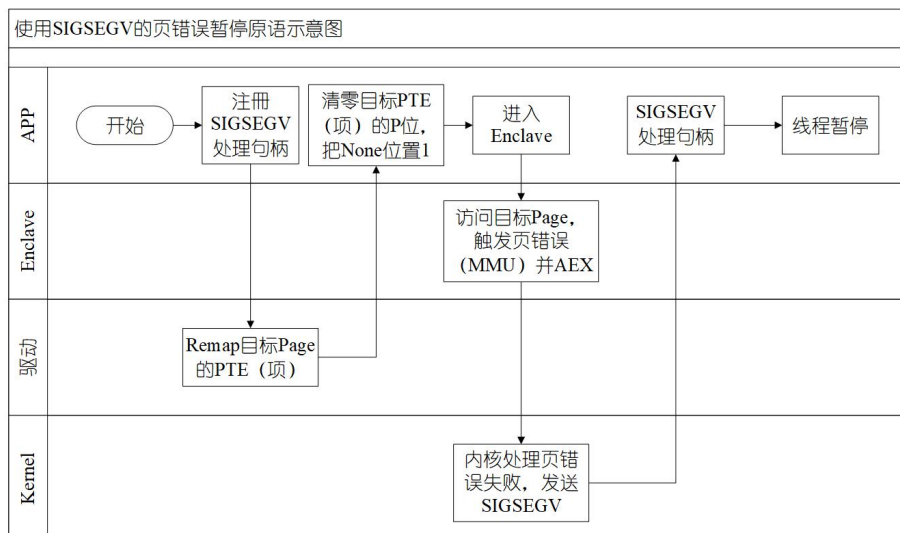 使用SIGSEGV的页错误暂停原语示意图
APP
开始
注册
SIGSEGV
处理句柄
清零目标PTE
（项）的P位，
把None位置1
进入
Enclave
SIGSEGV
处理句柄
线程暂停
Enclave
访问目标Page，
触发页错误
（MMU）并AEX
驱动
Remap目标Page
的PTE（项）
Kernel
内核处理页错
误失败，发送
SIGSEGV